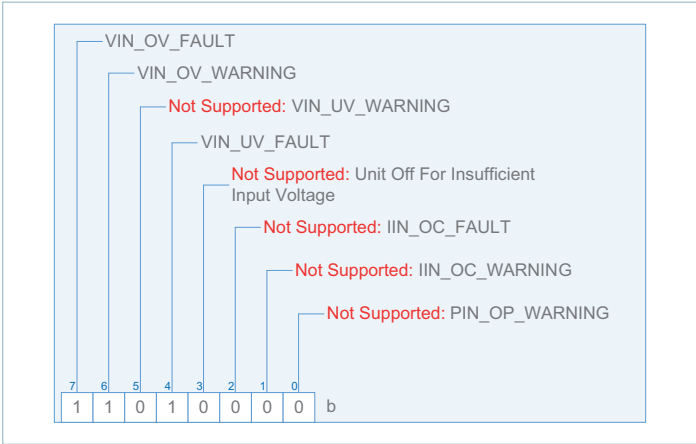 VIN_OV_FAULT
VIN_OV_WARNING
Not Supported: VIN_UV_WARNING
VIN_UV_FAULT
Not Supported: Unit Off For Insufficient
Input Voltage
Not Supported: IIN_OC_FAULT
Not Supported: IIN_OC_WARNING
Not Supported: PIN_OP_WARNING
7 6 5 4 3 2 1 0
1 1 0 1 0 0 0 0 b